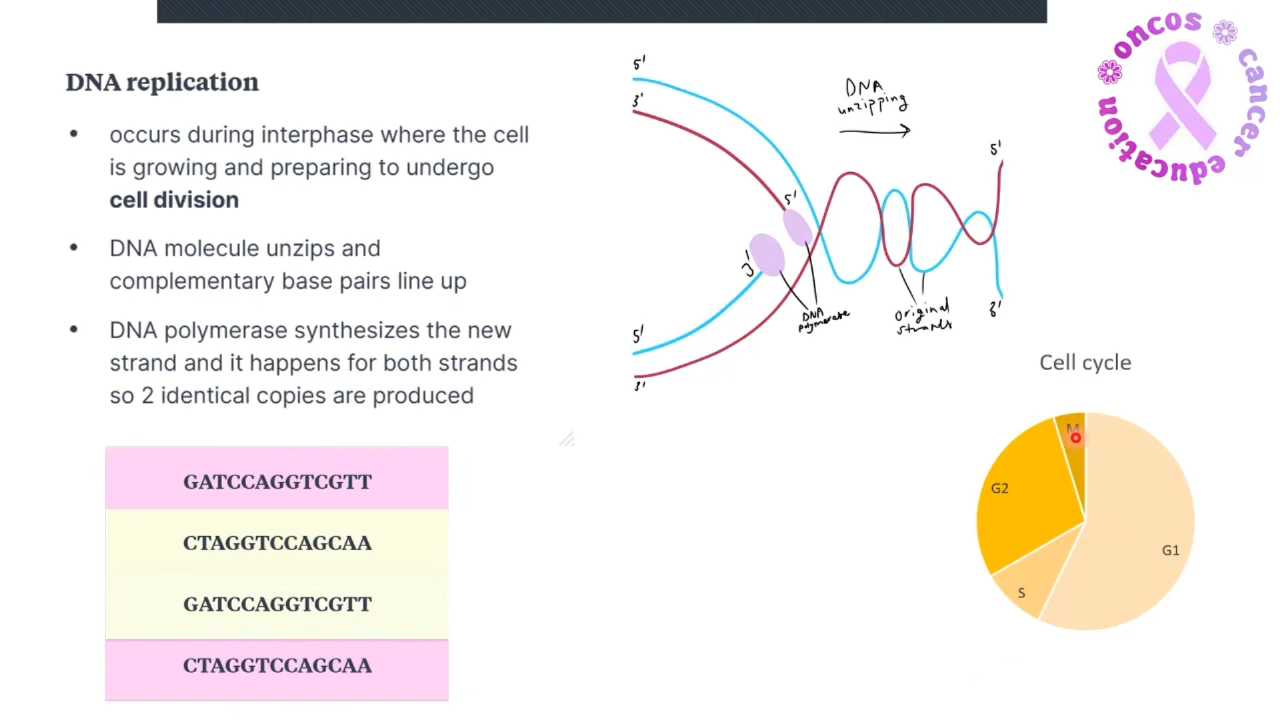 DNA replication
• occurs during interphase where the cell
is growing and preparing to undergo
cell division
• DNA molecule unzips and
complementary base pairs line up
• DNA polymerase synthesizes the new
strand and it happens for both strands
so 2 identical copies are produced
GATCCAGGTCGTT
CTAGGTCCAGCAA
GATCCAGGTCGTT
CTAGGTCCAGCAA
5'
3'
DNA
unzipping
5'
5'
3'
5'
3'
DNA
polymerase
original
strands
3'
oncos cancer education
Cell cycle
M
G2
G1
S